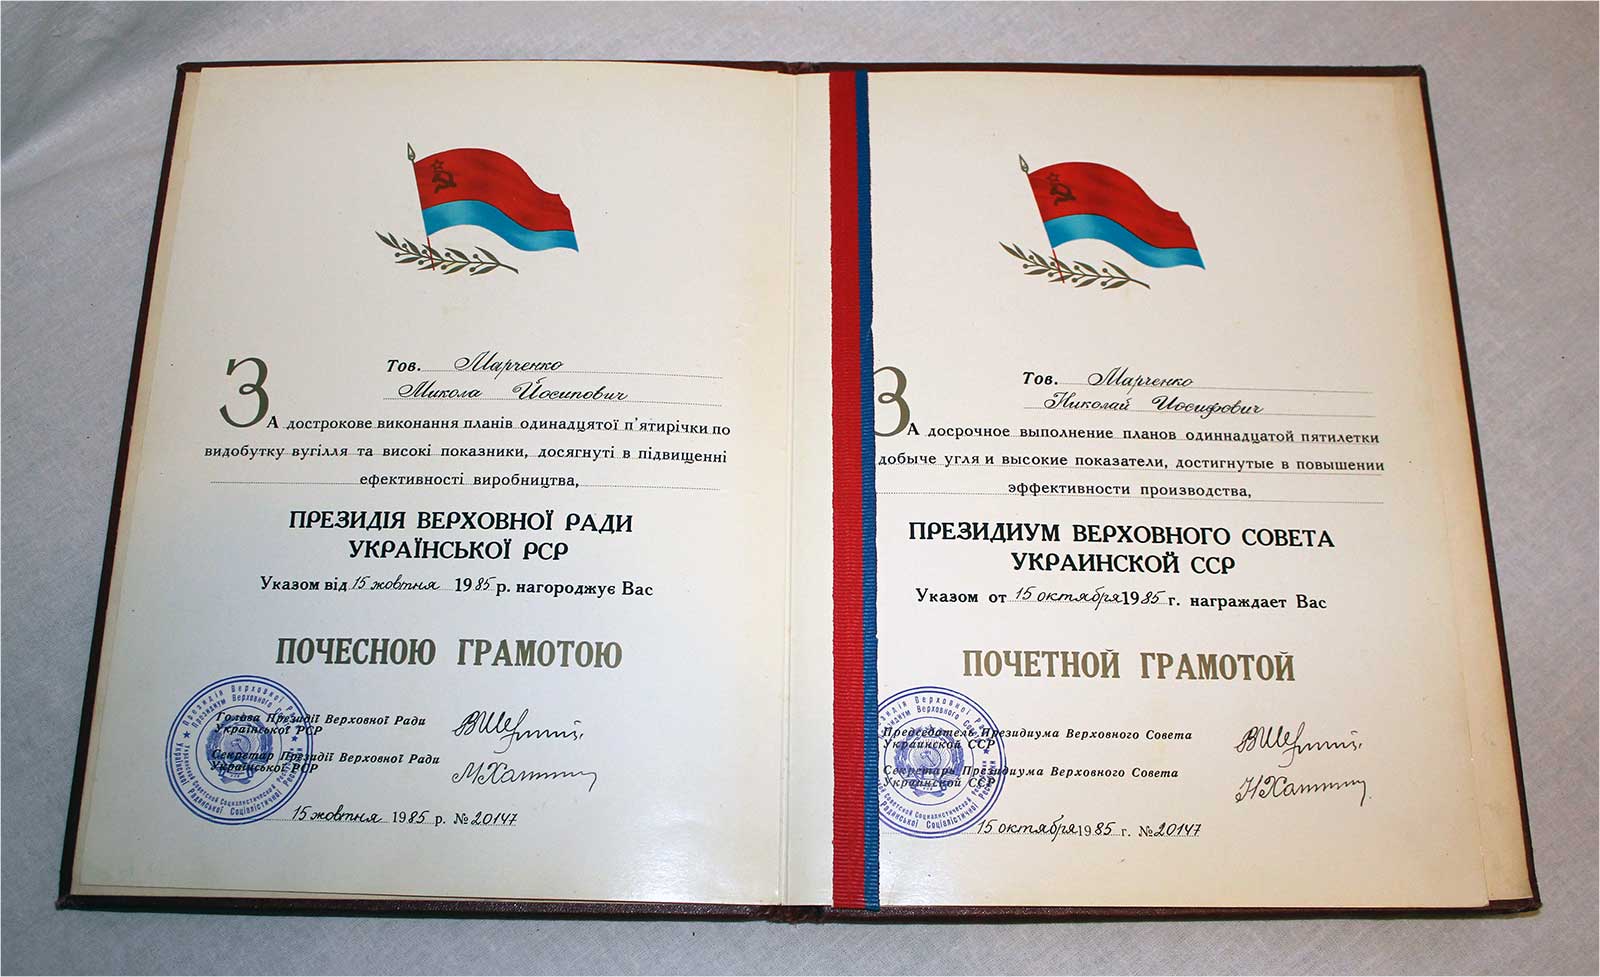 Тов. Марченко
Микола Йосипович
За дострокове виконання планів одинадцятої п'ятирічки по
видобутку вугілля та високі показники, досягнуті в підвищенні
ефективності виробництва,
ПРЕЗИДІЯ ВЕРХОВНОЇ РАДИ
УКРАЇНСЬКОЇ РСР
Указом від 15 жовтня 1985 р. нагороджує Вас
ПОЧЕСНОЮ ГРАМОТОЮ
Голова Президії Верховної Ради
Української РСР
Секретар Президії Верховної Ради
Української РСР
15 жовтня 1985 р. № 20147
Тов. Марченко
Николай Иосифович
За досрочное выполнение планов одиннадцатой пятилетки
добыче угля и высокие показатели, достигнутые в повышении
эффективности производства,
ПРЕЗИДИУМ ВЕРХОВНОГО СОВЕТА
УКРАИНСКОЙ ССР
Указом от 15 октября 1985 г. награждает Вас
ПОЧЕТНОЙ ГРАМОТОЙ
Председатель Президиума Верховного Совета
Украинской ССР
Секретарь Президиума Верховного Совета
Украинской ССР
15 октября 1985 г. № 20147